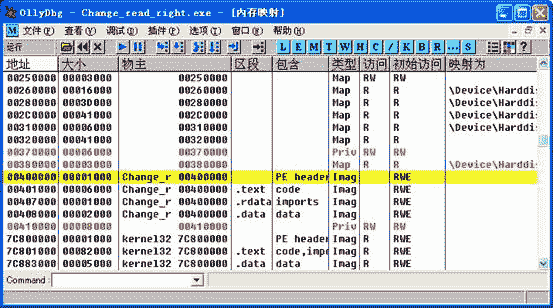 OllyDbg - Change_read_right.exe - [内存映射]
M 文件(F) 查看(V) 调试(D) 插件(P) 选项(T) 窗口(W) 帮助(H)
运行 L E M T W H C / K B R ... S
地址 大小 物主 区段 包含 类型 访问 初始访问 映射为
00250000 00003000 00250000 Map RW RW
00260000 00016000 00260000 Map R R \Device\Harddi
00280000 0003D000 00280000 Map R R \Device\Harddi
002C0000 00041000 002C0000 Map R R \Device\Harddi
00310000 00006000 00310000 Map R R \Device\Harddi
00320000 00041000 00320000 Map R R
00370000 00006000 00370000 Priv RW RW
00380000 00003000 00380000 Map R R \Device\Harddi
00400000 00001000 Change_r 00400000 PE header Imag R RWE
00401000 00006000 Change_r 00400000 .text code Imag R RWE
00407000 00001000 Change_r 00400000 .rdata imports Imag R RWE
00408000 00002000 Change_r 00400000 .data data Imag R RWE
00410000 00008000 00410000 Priv RW RW
7C800000 00001000 kernel32 7C800000 PE header Imag R RWE
7C801000 00082000 kernel32 7C800000 .text code,impo Imag R RWE
7C883000 00005000 kernel32 7C800000 .data data Imag R RWE
Command: